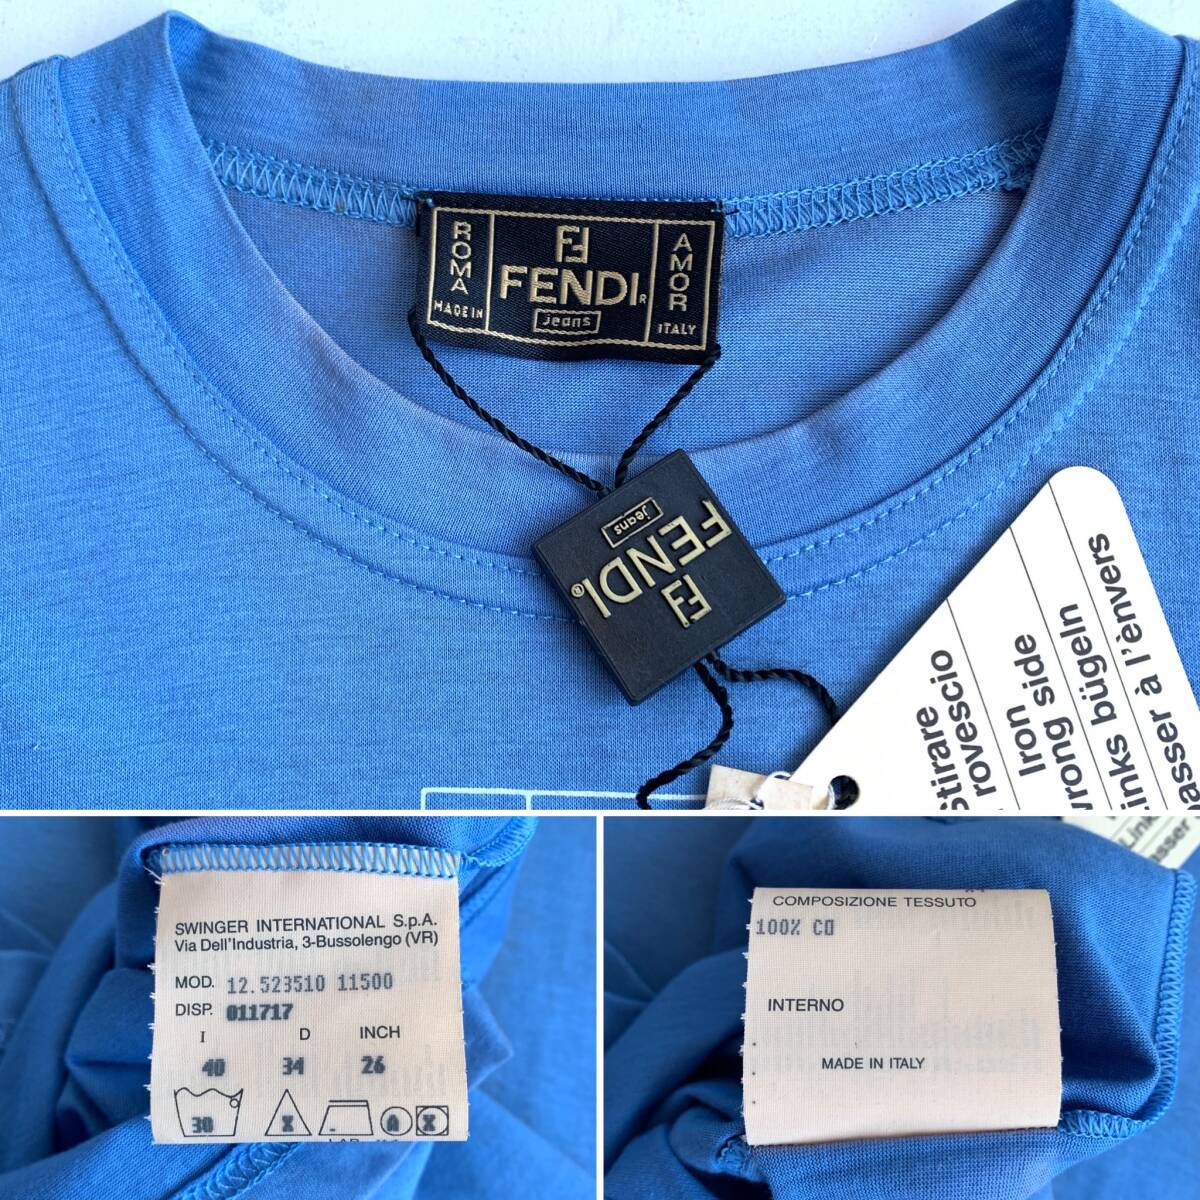 ROMA
MADE IN
FENDI
jeans
AMOR
ITALY
FENDI
jeans
Stirare
rovescio
Iron
wrong side
Links bügeln
à l'ènvers
SWINGER INTERNATIONAL S.p.A.
Via Dell'Industria, 3-Bussolengo (VR)
MOD. 12.523510 11500
DISP. 011717
I D INCH
40 34 26
30
A
COMPOSIZIONE TESSUTO
100% CO
INTERNO
MADE IN ITALY